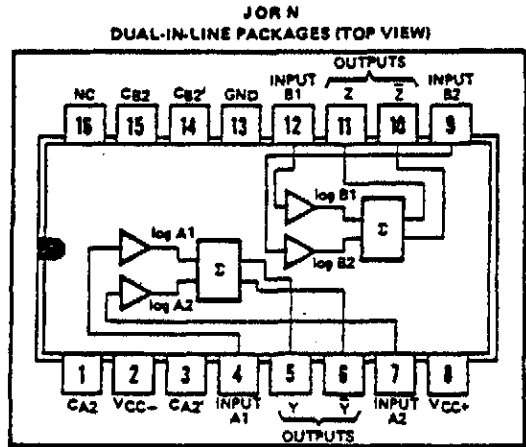 J OR N
DUAL-IN-LINE PACKAGES (TOP VIEW)
OUTPUTS
NC CB2 CB2' GND INPUT B1 Z Z̄ INPUT B2
16 15 14 13 12 11 10 9
log B1
Σ
log B2
log A1
Σ
log A2
1 2 3 4 5 6 7 8
CA2 VCC− CA2' INPUT A1 Y Ȳ INPUT A2 VCC+
OUTPUTS